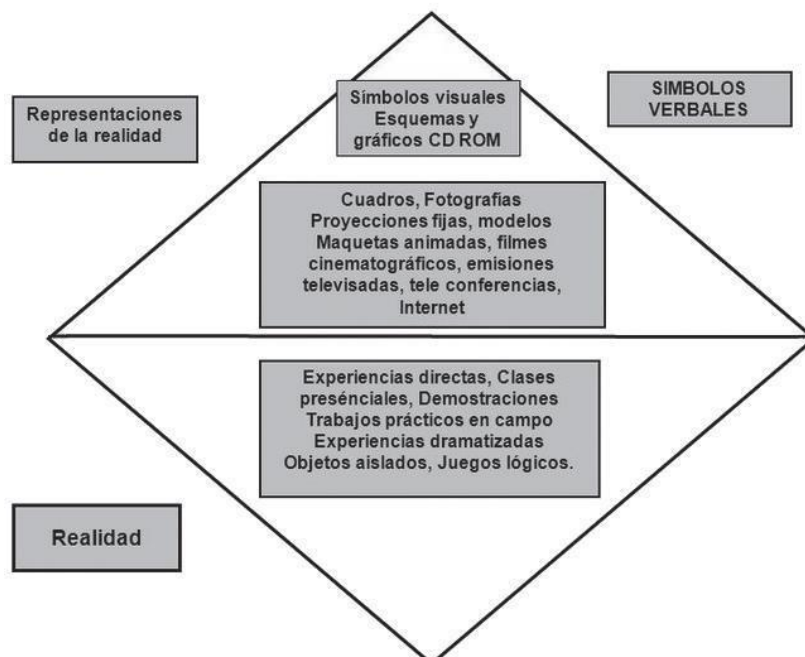 Representaciones
de la realidad
Símbolos visuales
Esquemas y
gráficos CD ROM
SIMBOLOS
VERBALES
Cuadros, Fotografías
Proyecciones fijas, modelos
Maquetas animadas, filmes
cinematográficos, emisiones
televisadas, tele conferencias,
Internet
Experiencias directas, Clases
presénciales, Demostraciones
Trabajos prácticos en campo
Experiencias dramatizadas
Objetos aislados, Juegos lógicos.
Realidad